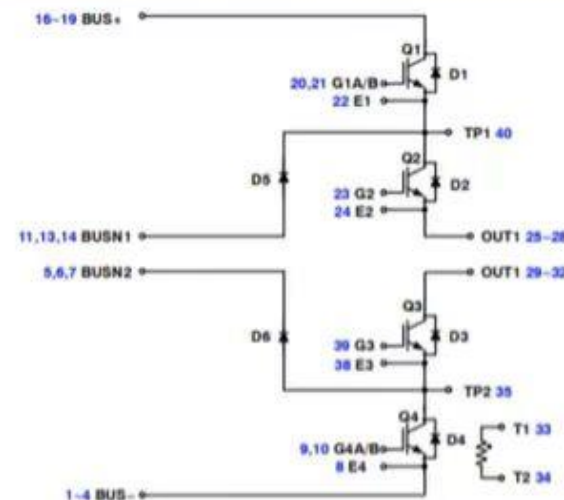 16~19 BUS+
Q1
D1
20,21 G1A/B
22 E1
TP1 40
Q2
D5
D2
23 G2
24 E2
11,13,14 BUSN1
OUT1 25~28
5,6,7 BUSN2
OUT1 29~32
Q3
D6
D3
39 G3
38 E3
TP2 35
Q4
D4
T1 33
9,10 G4A/B
8 E4
T2 34
1~4 BUS-